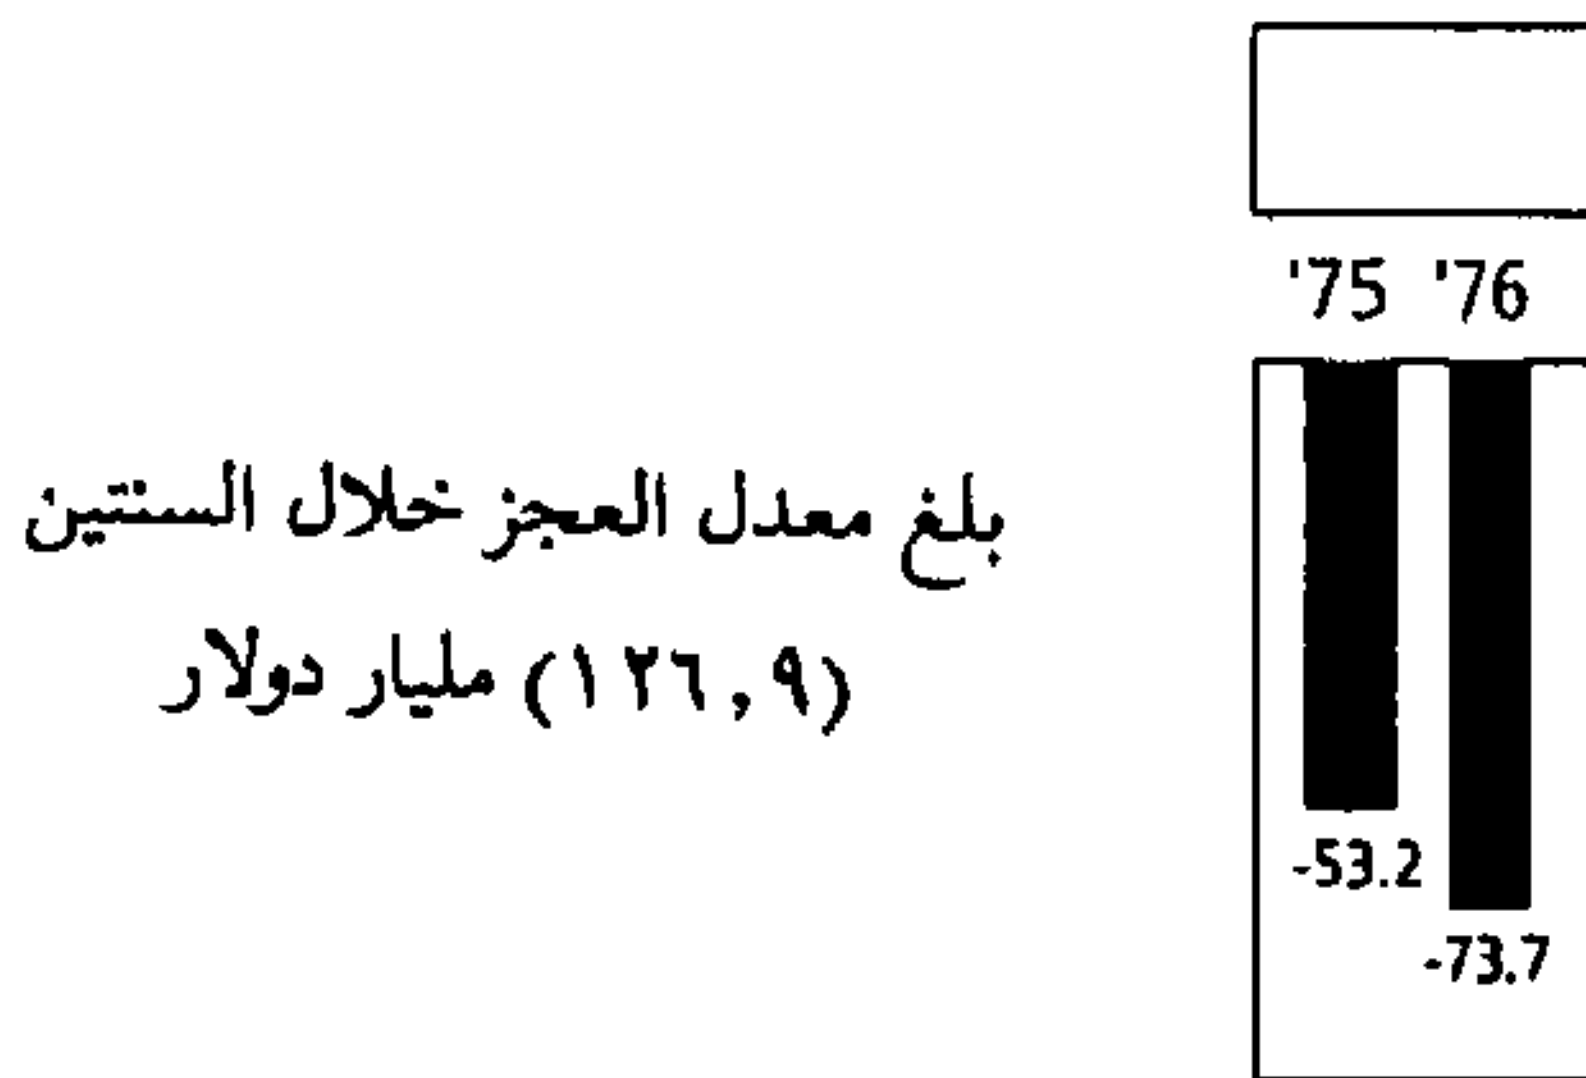 '75 '76
-53.2
-73.7
بلغ معدل العجز خلال السنتين
(١٢٦,٩) مليار دولار